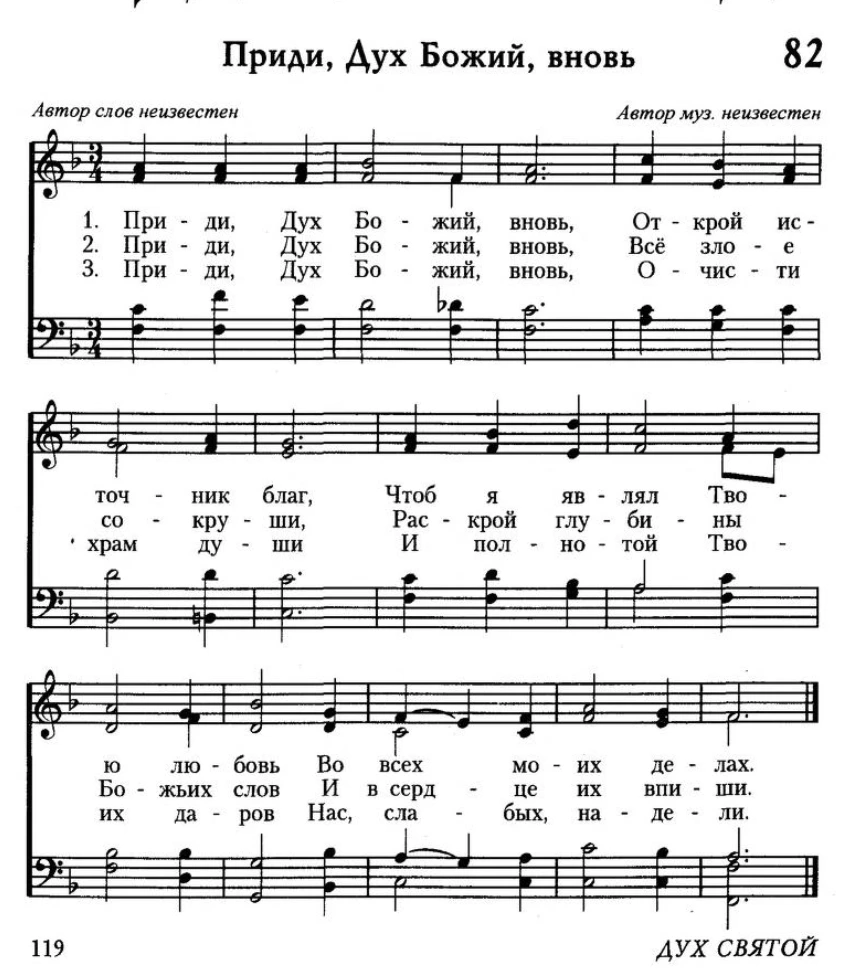 Приди, Дух Божий, вновь 82
Автор слов неизвестен Автор муз. неизвестен
1. При - ди, Дух Бо - жий, вновь, От - крой ис -
2. При - ди, Дух Бо - жий, вновь, Всё зло - е
3. При - ди, Дух Бо - жий, вновь, О - чис - ти
точ - ник благ, Чтоб я яв - лял Тво -
со - кру - ши, Рас - крой глу - би - ны
храм ду - ши И пол - но - той Тво -
ю лю - бовь Во всех мо - их де - лах.
Бо - жьих слов И в серд - це их впи - ши.
их да - ров Нас, сла - бых, на - де - ли.
119 ДУХ СВЯТОЙ